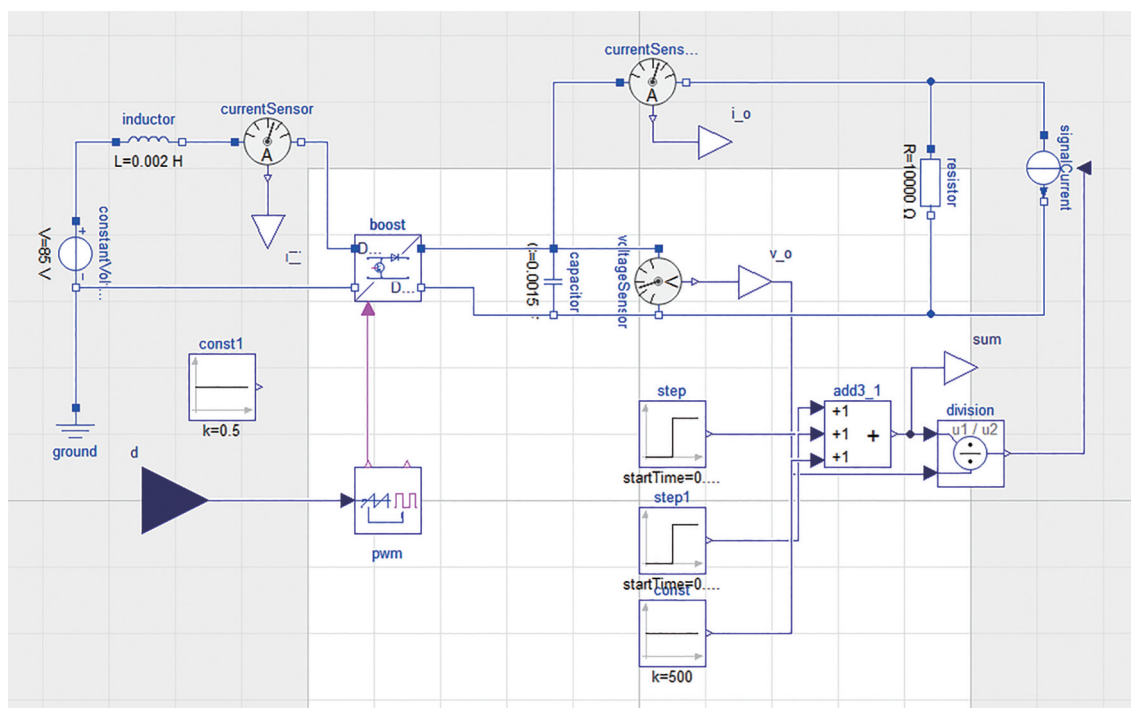 currentSens...
A
i_o
currentSensor
inductor
A
L=0.002 H
signalCurrent
R=10000 Ω
resistor
constantVol...
V=85 V
+
-
i_l
boost
D...
D...
capacitor
voltageSensor
V
v_o
sum
const1
k=0.5
step
add3_1
division
+1
+1
+1
+
u1 / u2
ground
d
startTime=0....
step1
pwm
startTime=0....
const
k=500